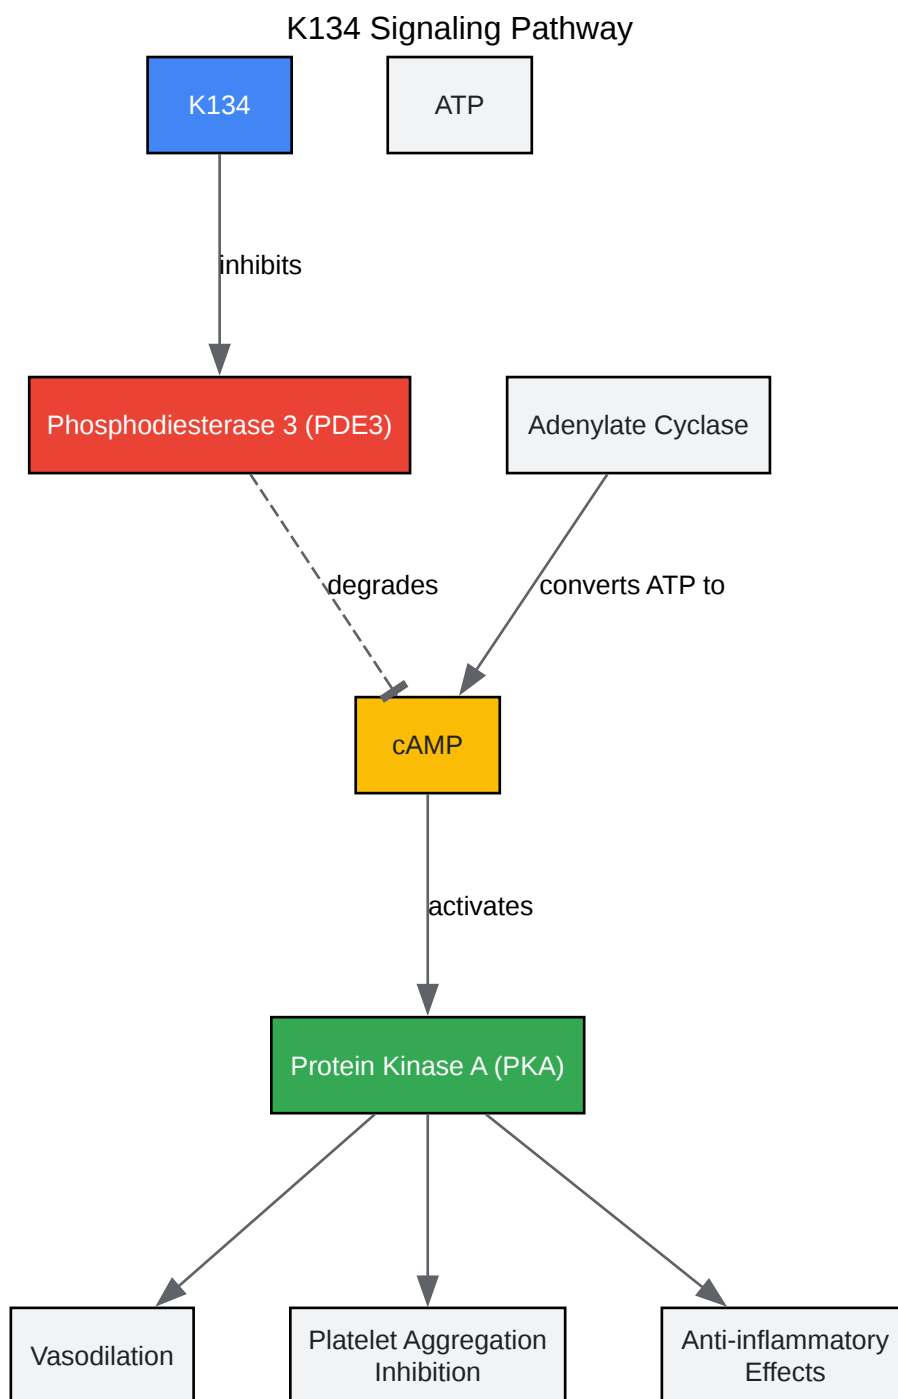 K134 Signaling Pathway
K134
ATP
inhibits
Phosphodiesterase 3 (PDE3)
Adenylate Cyclase
degrades
converts ATP to
cAMP
activates
Protein Kinase A (PKA)
Vasodilation
Platelet Aggregation
Inhibition
Anti-inflammatory
Effects